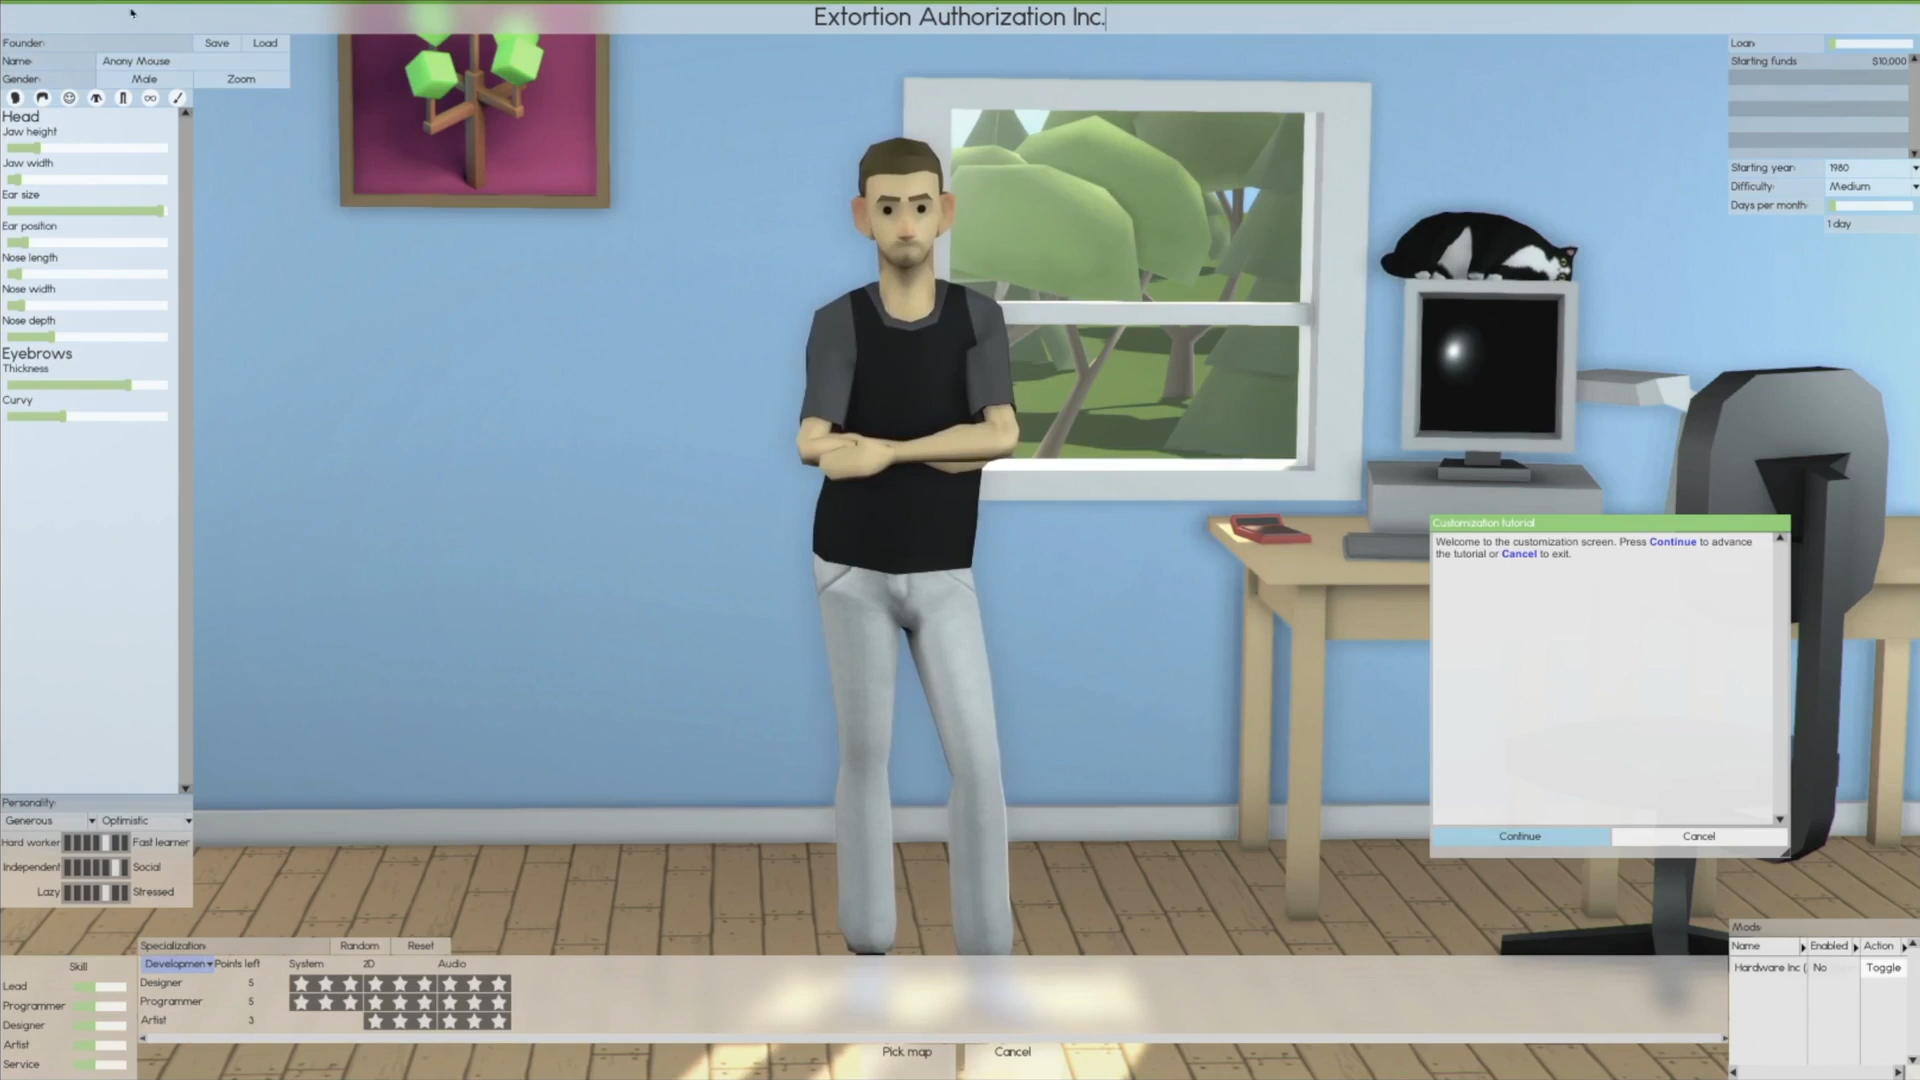 Extortion Authorization Inc.
Founder: Save Load
Name: Anony Mouse
Gender: Male Zoom
Head
Jaw height
Jaw width
Ear size
Ear position
Nose length
Nose width
Nose depth
Eyebrows
Thickness
Curvy
Loan:
Starting funds $10,000
Starting year: 1980
Difficulty: Medium
Days per month:
1 day
Customization tutorial
Welcome to the customization screen. Press Continue to advance
the tutorial or Cancel to exit.
Continue Cancel
Personality:
Generous Optimistic
Hard worker Fast learner
Independent Social
Lazy Stressed
Skill
Lead
Programmer
Designer
Artist
Service
Specialization: Random Reset
Developmen Points left System 2D Audio
Designer 5
Programmer 5
Artist 3
Pick map Cancel
Mods:
Name Enabled Action
Hardware Inc ( No Toggle